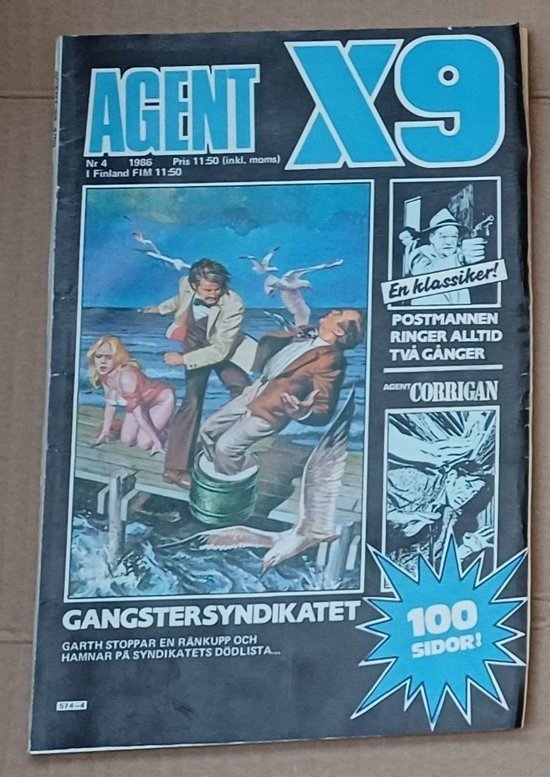 AGENT X9
Nr 4 1986 Pris 11:50 (inkl. moms)
I Finland FIM 11:50
En klassiker!
POSTMANNEN
RINGER ALLTID
TVÅ GÅNGER
AGENT CORRIGAN
GANGSTERSYNDIKATET
GARTH STOPPAR EN RÄNKUPP OCH
HAMNAR PÅ SYNDIKATETS DÖDLISTA...
100
SIDOR!
574-4